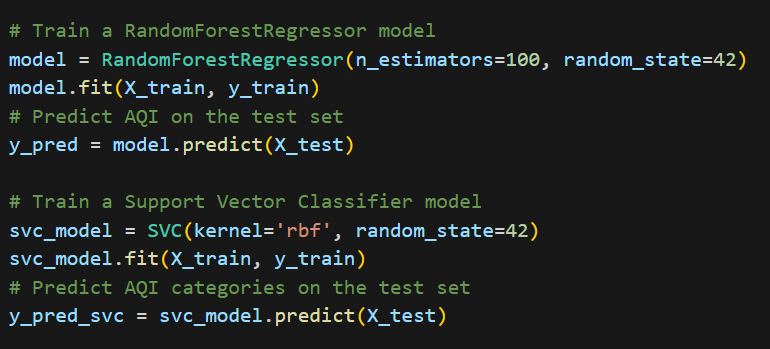 # Train a RandomForestRegressor model
model = RandomForestRegressor(n_estimators=100, random_state=42)
model.fit(X_train, y_train)
# Predict AQI on the test set
y_pred = model.predict(X_test)
# Train a Support Vector Classifier model
svc_model = SVC(kernel='rbf', random_state=42)
svc_model.fit(X_train, y_train)
# Predict AQI categories on the test set
y_pred_svc = svc_model.predict(X_test)